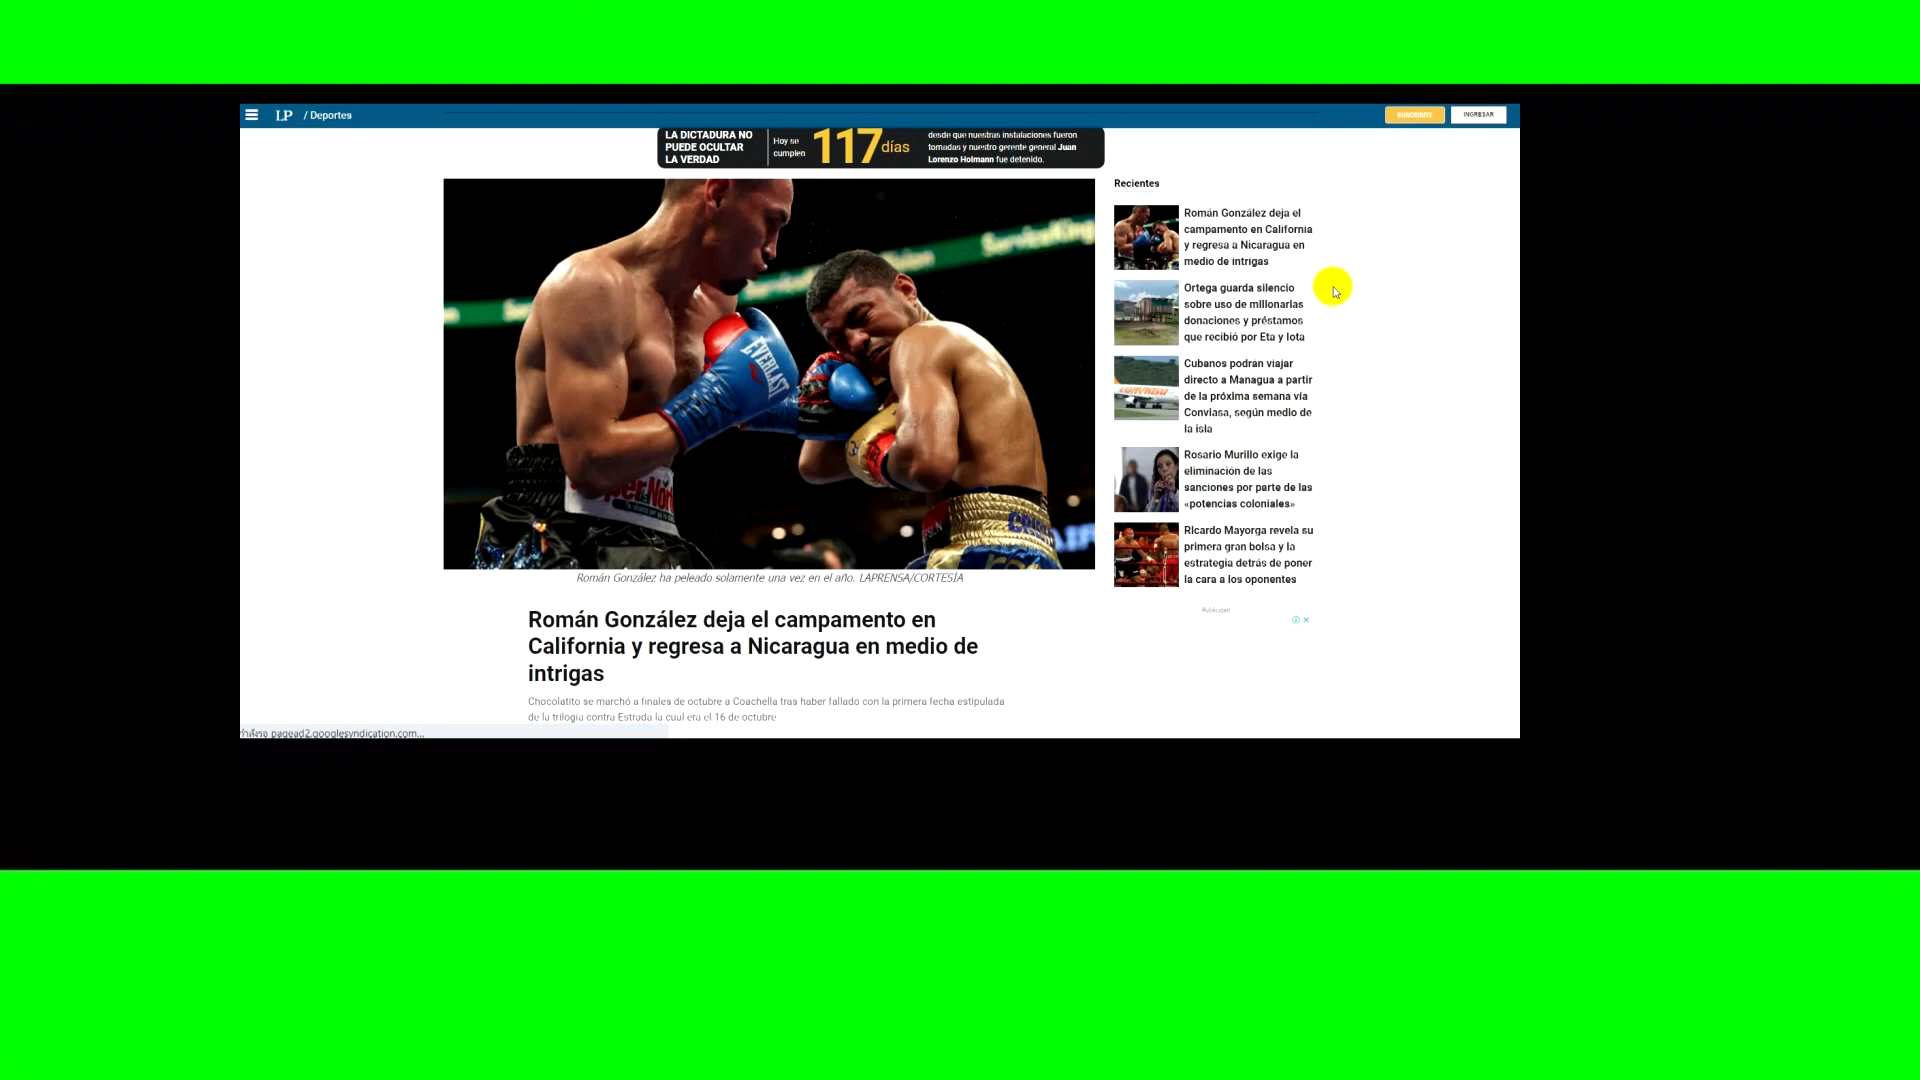 LP / Deportes
SUSCRIBITE
INGRESAR
LA DICTADURA NO
PUEDE OCULTAR
LA VERDAD
Hoy se
cumplen
117 días
desde que nuestras instalaciones fueron
tomadas y nuestro gerente general Juan
Lorenzo Holmann fue detenido.
EVERLAST
Román González ha peleado solamente una vez en el año. LAPRENSA/CORTESÍA
Román González deja el campamento en
California y regresa a Nicaragua en medio de
intrigas
Chocolatito se marchó a finales de octubre a Coachella tras haber fallado con la primera fecha estipulada
de la trilogía contra Estrada la cual era el 16 de octubre
Recientes
Román González deja el
campamento en California
y regresa a Nicaragua en
medio de intrigas
Ortega guarda silencio
sobre uso de millonarias
donaciones y préstamos
que recibió por Eta y Iota
Cubanos podrán viajar
directo a Managua a partir
de la próxima semana vía
Conviasa, según medio de
la isla
Rosario Murillo exige la
eliminación de las
sanciones por parte de las
«potencias coloniales»
Ricardo Mayorga revela su
primera gran bolsa y la
estrategia detrás de poner
la cara a los oponentes
Publicidad
กำลังรอ pagead2.googlesyndication.com...